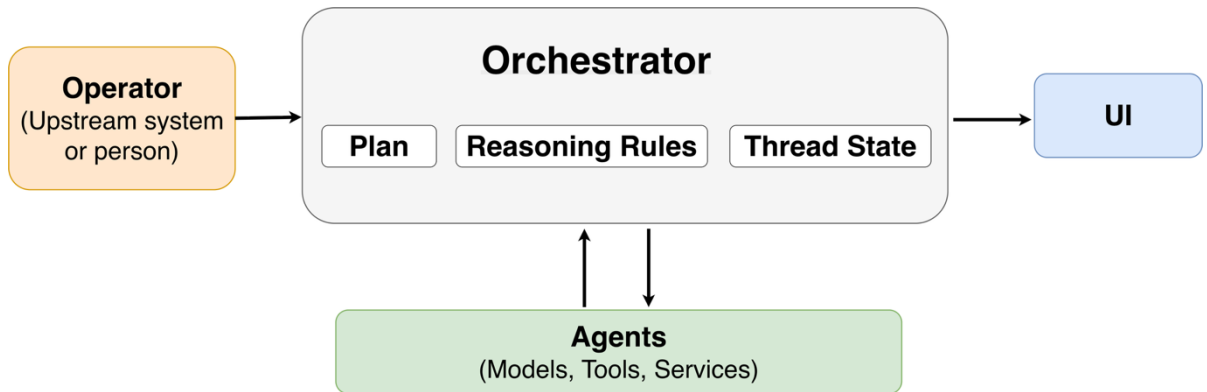 Operator
(Upstream system
or person)
Orchestrator
Plan
Reasoning Rules
Thread State
UI
Agents
(Models, Tools, Services)